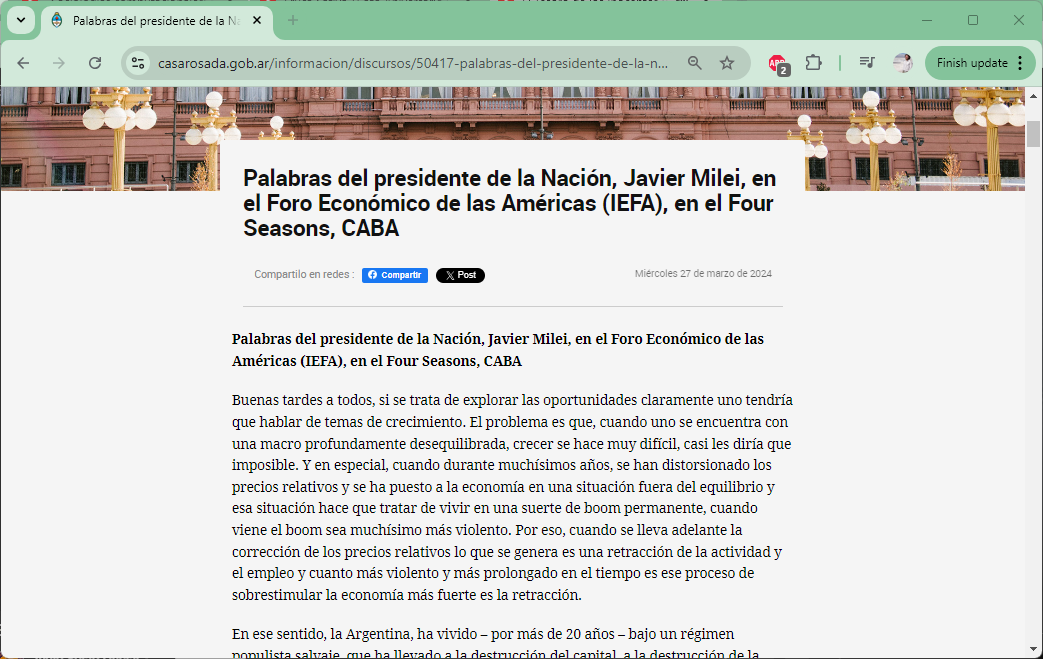 Palabras del presidente de la N
casarosada.gob.ar/informacion/discursos/50417-palabras-del-presidente-de-la-n...
2
Finish update
Palabras del presidente de la Nación, Javier Milei, en
el Foro Económico de las Américas (IEFA), en el Four
Seasons, CABA
Compartilo en redes :
Compartir
Post
Miércoles 27 de marzo de 2024
Palabras del presidente de la Nación, Javier Milei, en el Foro Económico de las
Américas (IEFA), en el Four Seasons, CABA
Buenas tardes a todos, si se trata de explorar las oportunidades claramente uno tendría
que hablar de temas de crecimiento. El problema es que, cuando uno se encuentra con
una macro profundamente desequilibrada, crecer se hace muy difícil, casi les diría que
imposible. Y en especial, cuando durante muchísimos años, se han distorsionado los
precios relativos y se ha puesto a la economía en una situación fuera del equilibrio y
esa situación hace que tratar de vivir en una suerte de boom permanente, cuando
viene el boom sea muchísimo más violento. Por eso, cuando se lleva adelante la
corrección de los precios relativos lo que se genera es una retracción de la actividad y
el empleo y cuanto más violento y más prolongado en el tiempo es ese proceso de
sobrestimular la economía más fuerte es la retracción.
En ese sentido, la Argentina, ha vivido – por más de 20 años – bajo un régimen
populista salvaje, que ha llevado a la destrucción del capital, a la destrucción de la